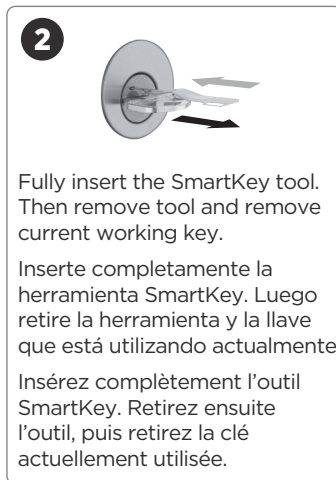 2
Fully insert the SmartKey tool.
Then remove tool and remove
current working key.
Inserte completamente la
herramienta SmartKey. Luego
retire la herramienta y la llave
que está utilizando actualmente
Insérez complètement l’outil
SmartKey. Retirez ensuite
l’outil, puis retirez la clé
actuellement utilisée.